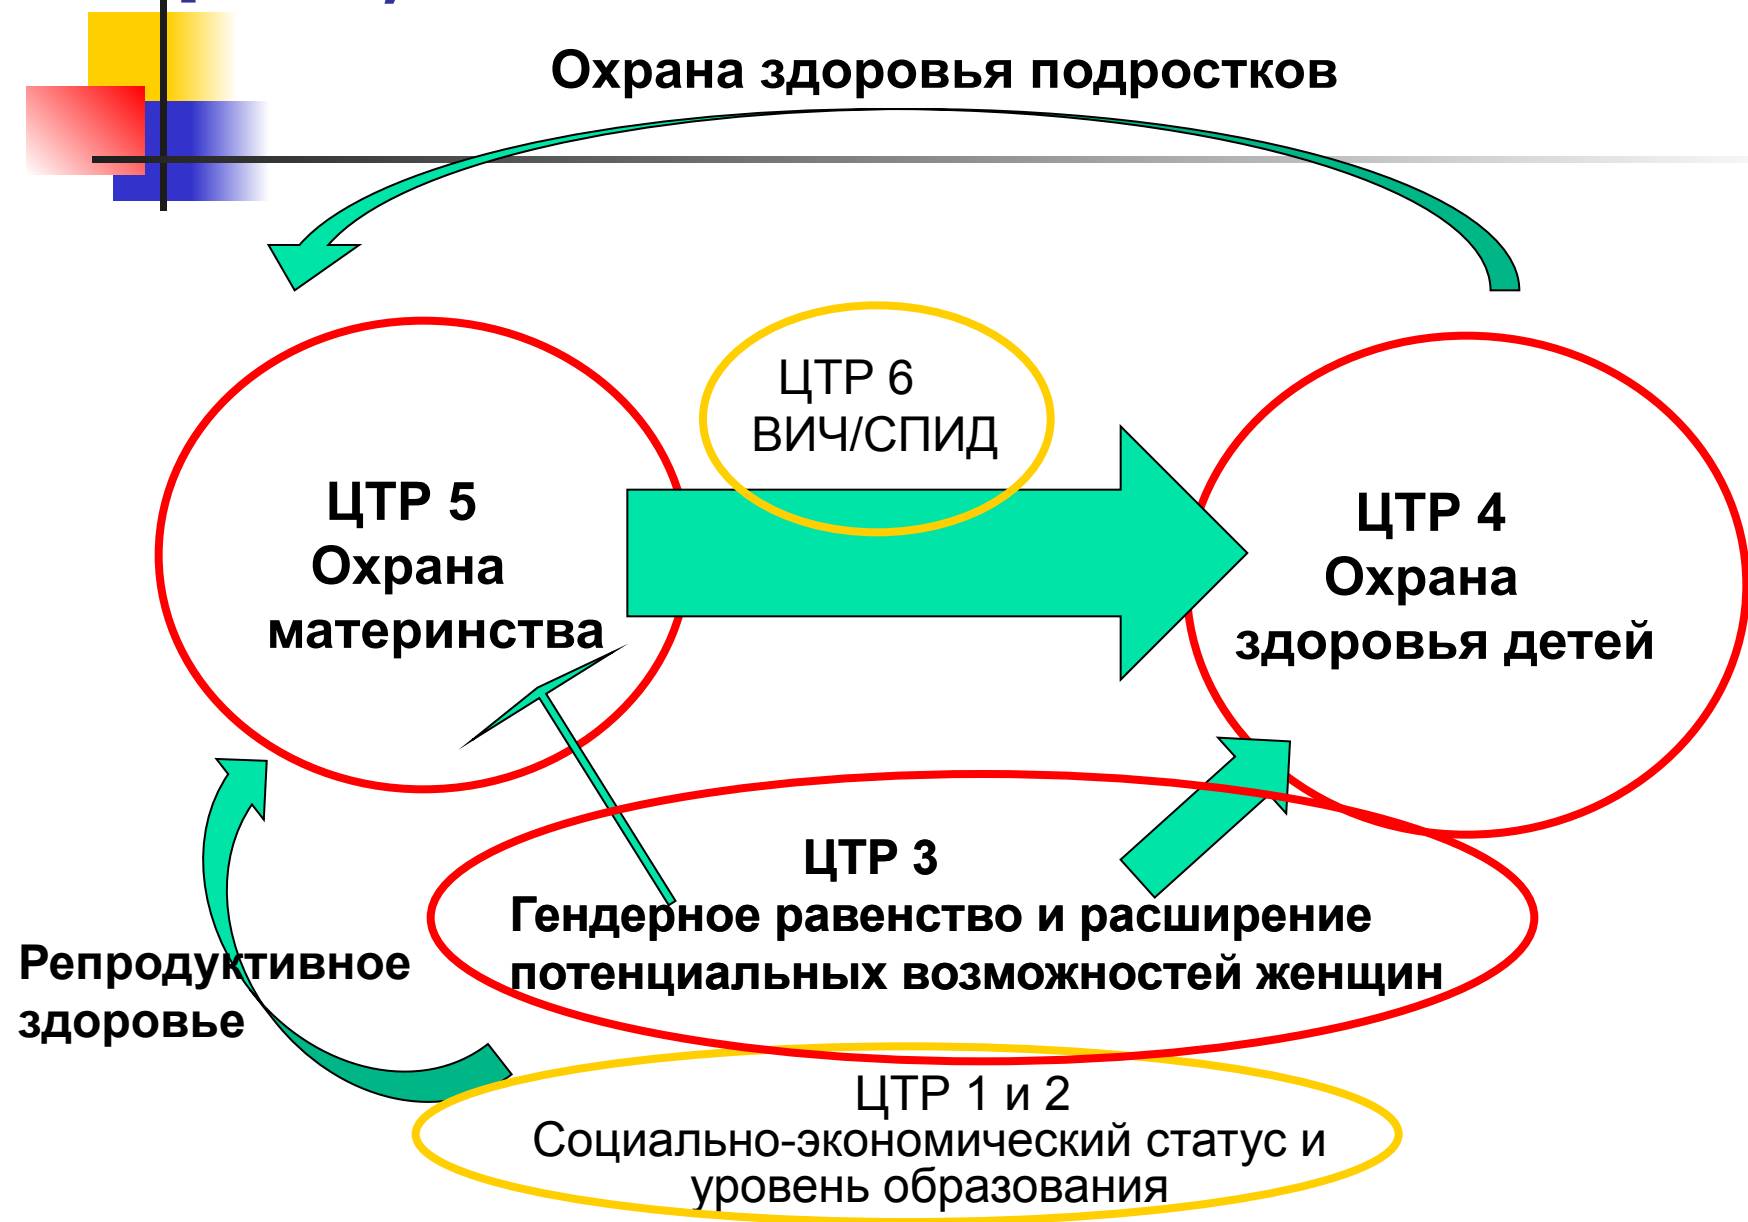 Охрана здоровья подростков
ЦТР 6
ВИЧ/СПИД
ЦТР 5
Охрана
материнства
ЦТР 4
Охрана
здоровья детей
ЦТР 3
Гендерное равенство и расширение
потенциальных возможностей женщин
Репродуктивное
здоровье
ЦТР 1 и 2
Социально-экономический статус и
уровень образования